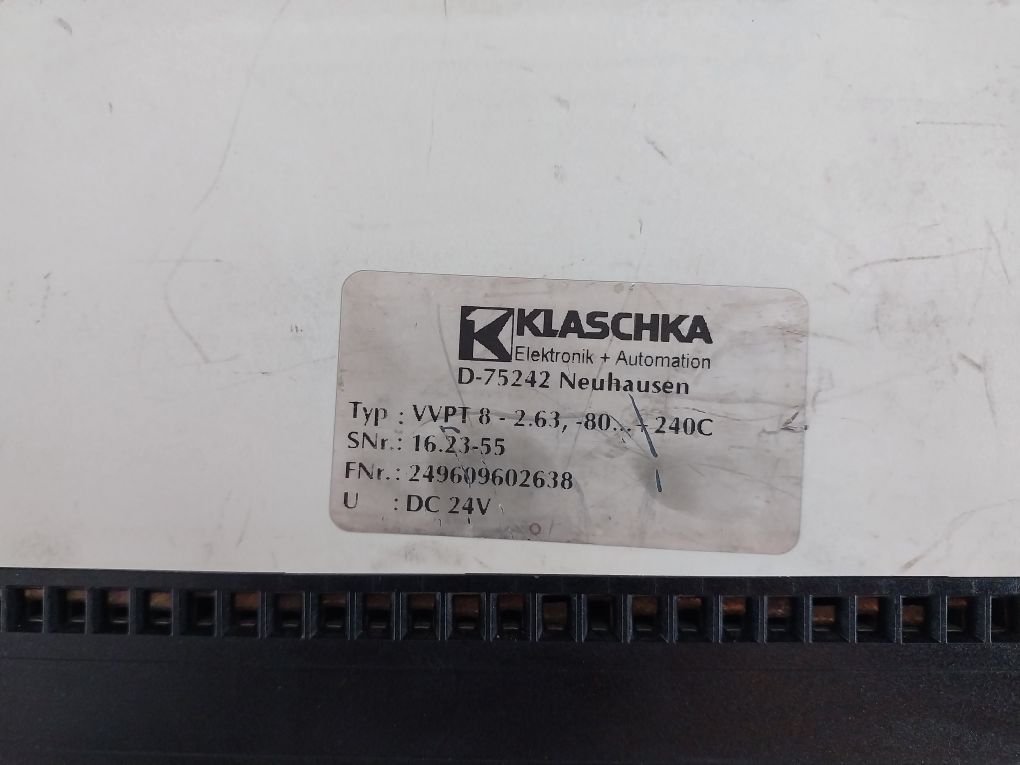 KLASCHKA
Elektronik + Automation
D-75242 Neuhausen
Typ : VVPT 8 - 2.63, -80...+240C
SNr.: 16.23-55
FNr.: 249609602638
U : DC 24V